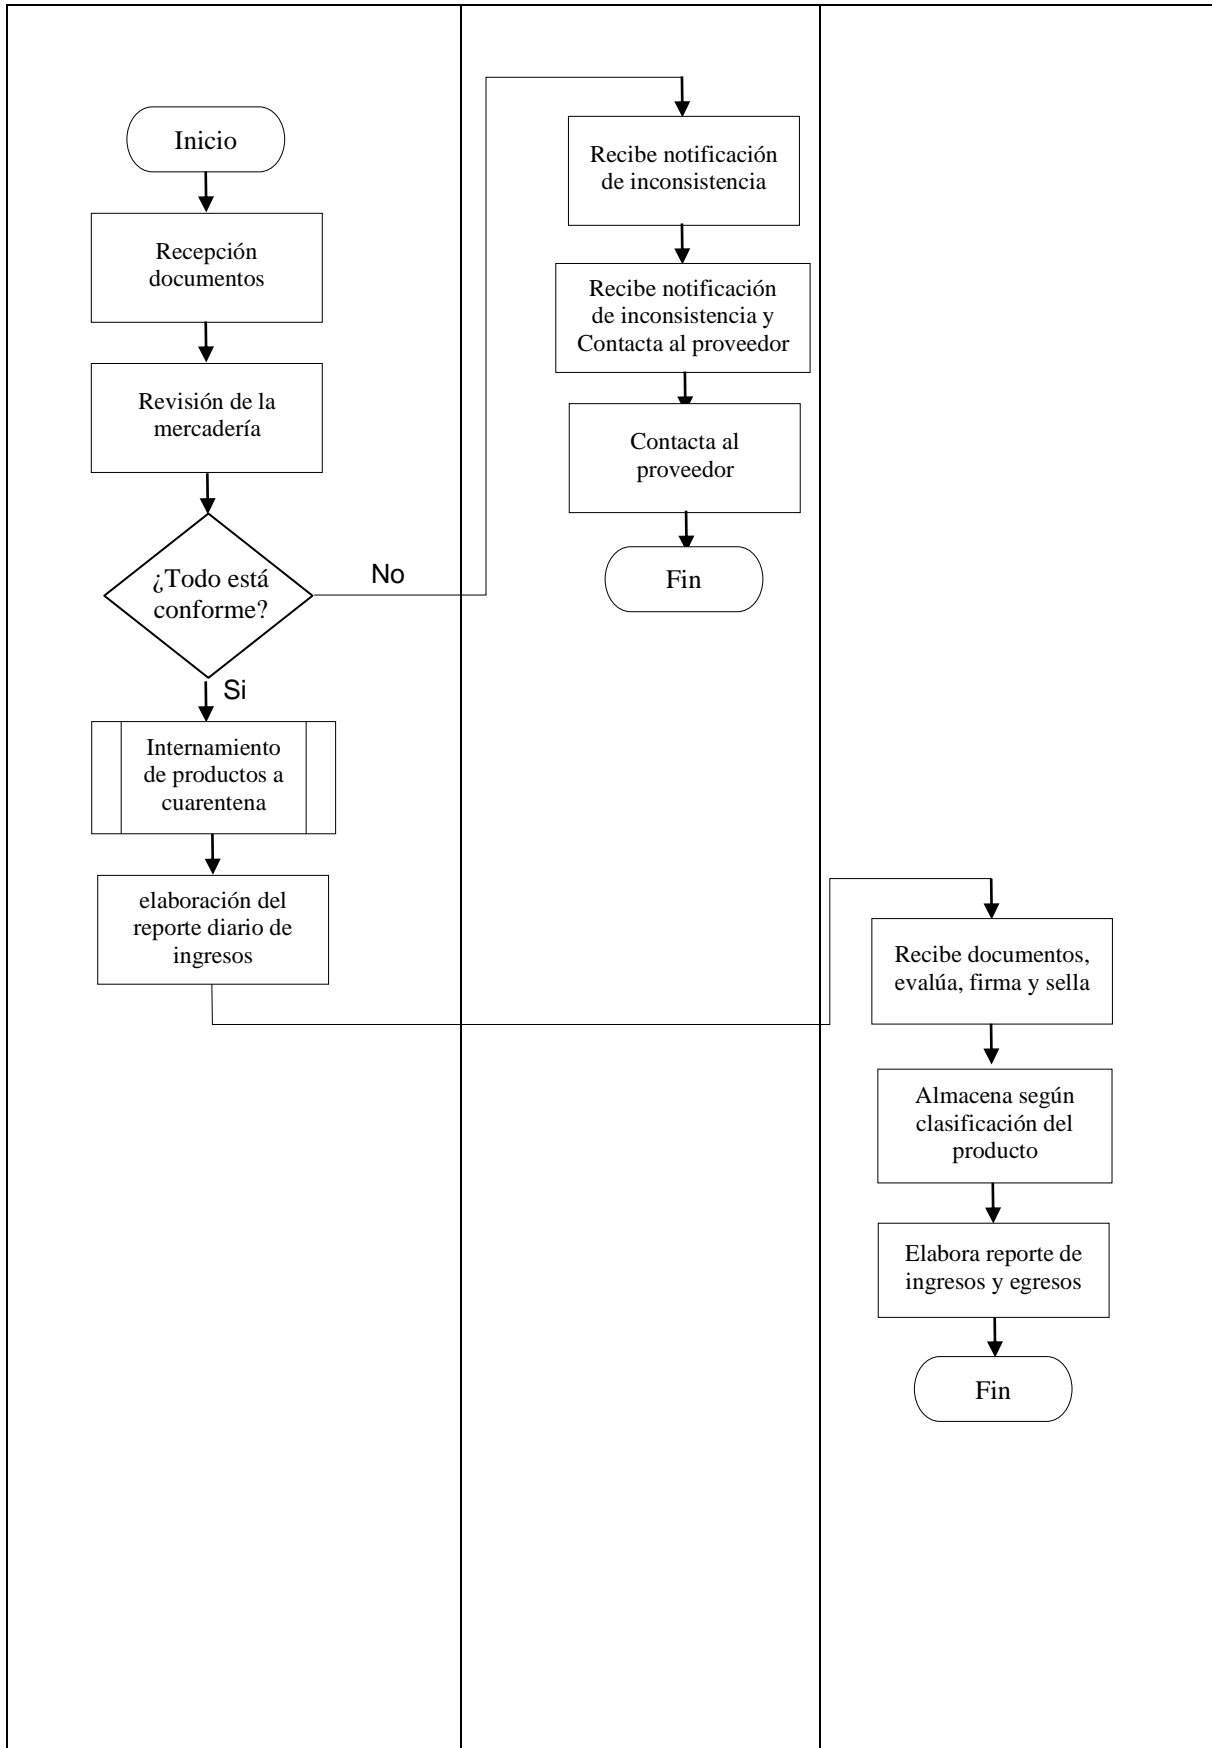 Inicio
Recepción
documentos
Revisión de la
mercadería
¿Todo está
conforme?
No
Si
Internamiento
de productos a
cuarentena
elaboración del
reporte diario de
ingresos
Recibe notificación
de inconsistencia
Recibe notificación
de inconsistencia y
Contacta al proveedor
Contacta al
proveedor
Fin
Recibe documentos,
evalúa, firma y sella
Almacena según
clasificación del
producto
Elabora reporte de
ingresos y egresos
Fin